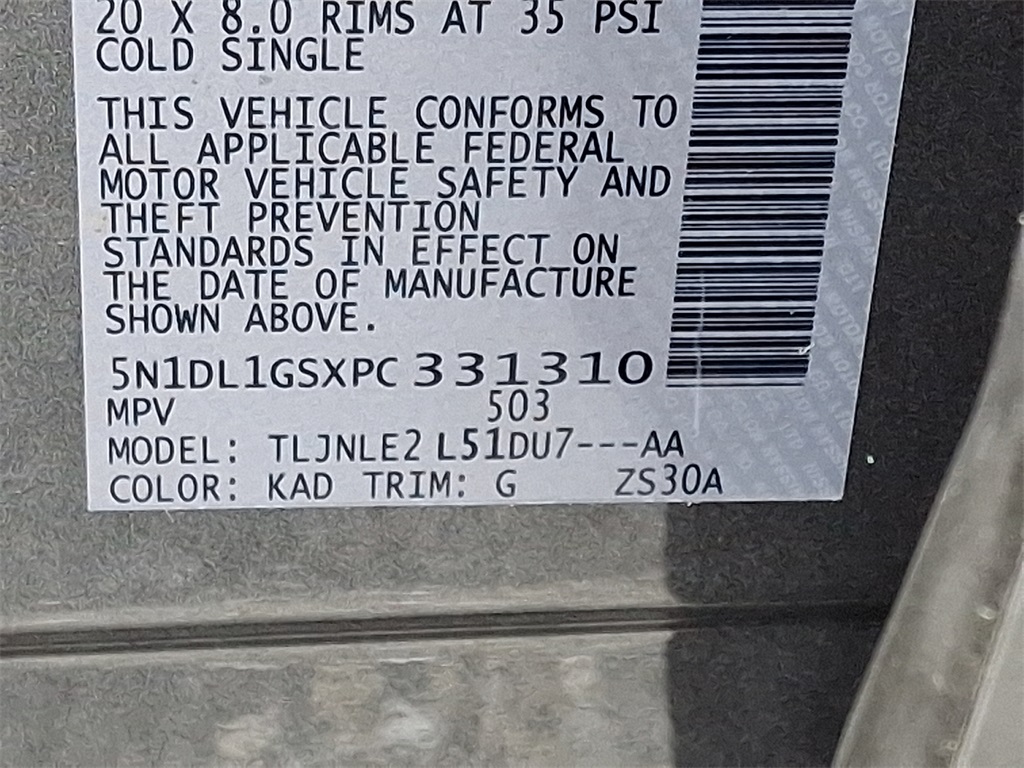 20 X 8.0 RIMS AT 35 PSI
COLD SINGLE
THIS VEHICLE CONFORMS TO
ALL APPLICABLE FEDERAL
MOTOR VEHICLE SAFETY AND
THEFT PREVENTION
STANDARDS IN EFFECT ON
THE DATE OF MANUFACTURE
SHOWN ABOVE.
5N1DL1GSXPC 331310
MPV 503
MODEL: TLJNLE2 L51DU7---AA
COLOR: KAD TRIM: G ZS30A